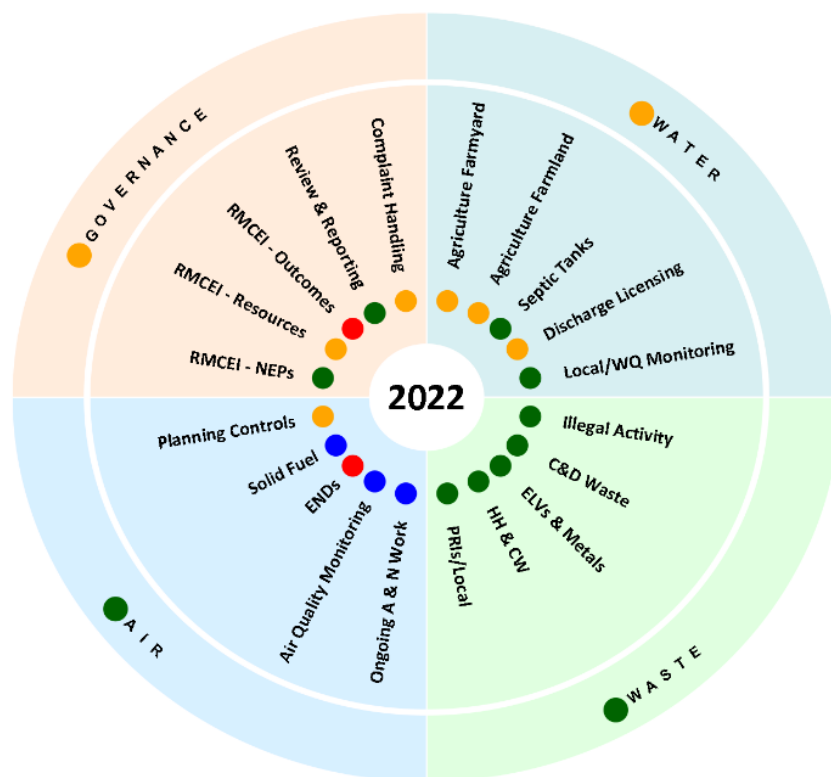 GOVERNANCE
WATER
Complaint Handling
Review & Reporting
RMCEI - Outcomes
RMCEI - Resources
RMCEI - NEPs
Agriculture Farmyard
Agriculture Farmland
Septic Tanks
Discharge Licensing
Local/WQ Monitoring
2022
Planning Controls
Solid Fuel
ENDs
Air Quality Monitoring
Ongoing A & N Work
Illegal Activity
C&D Waste
ELVs & Metals
HH & CW
PRIs/Local
AIR
WASTE